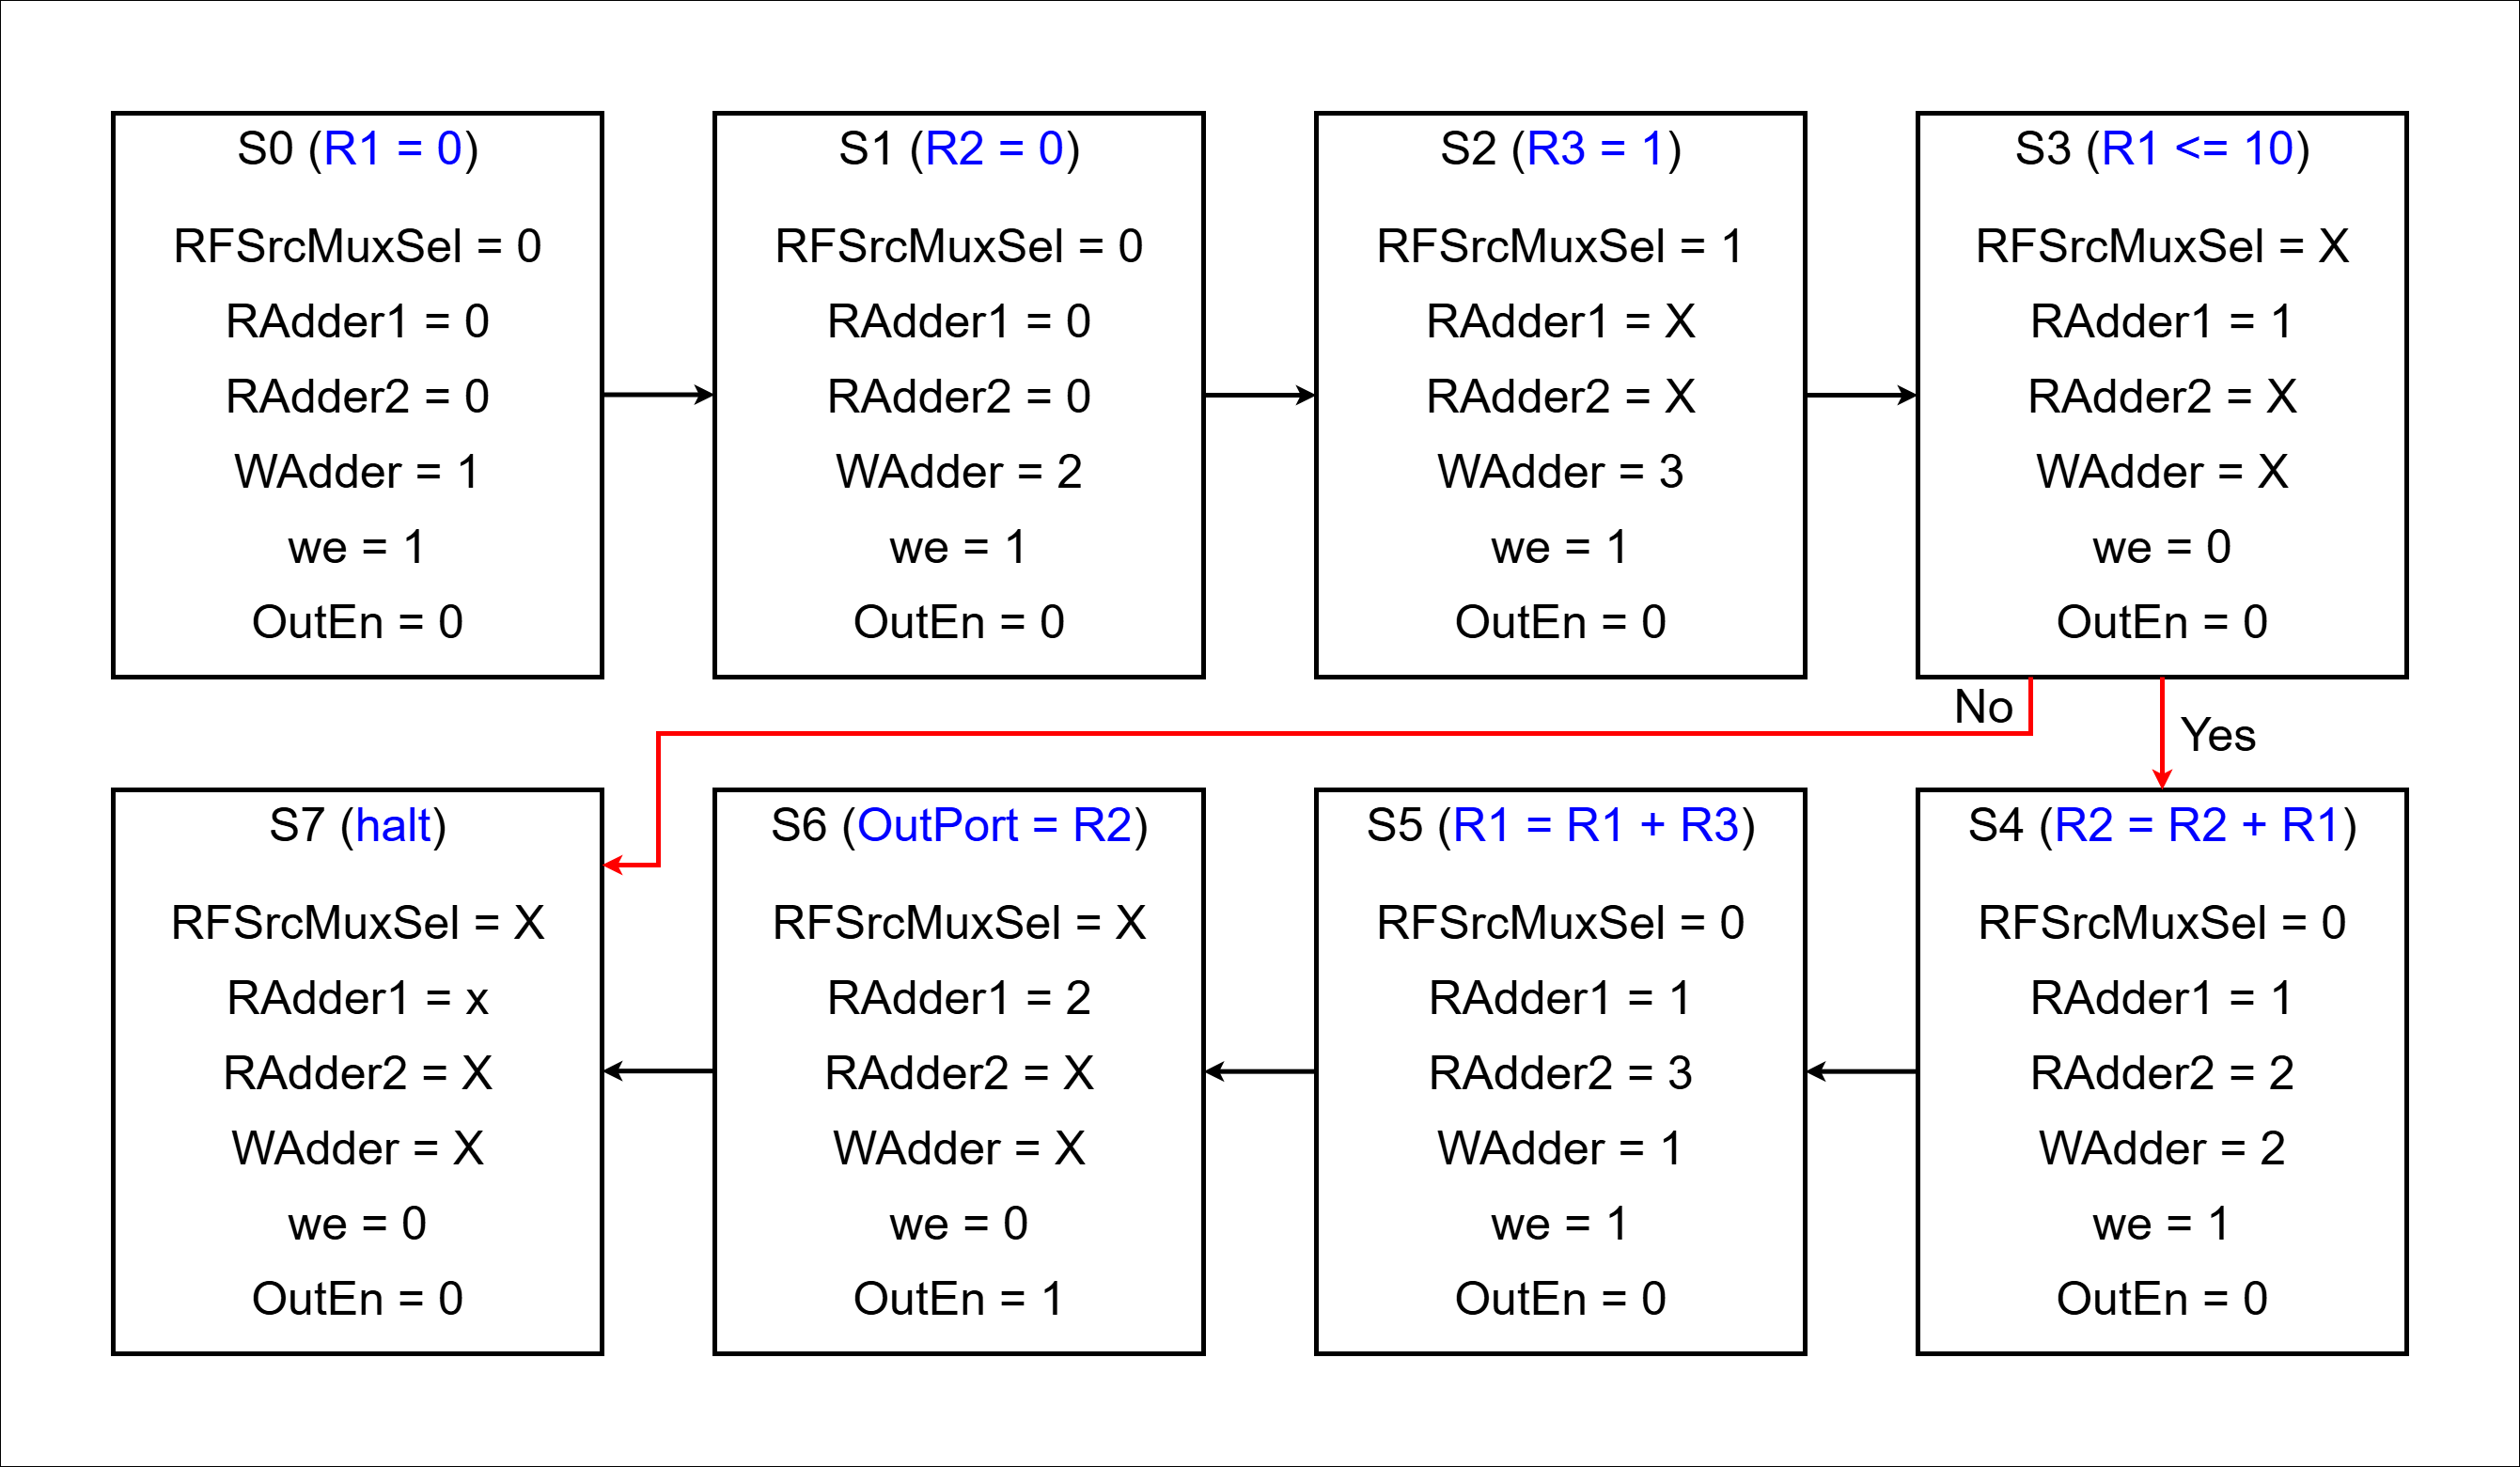 S0 (R1 = 0)
RFSrcMuxSel = 0
RAdder1 = 0
RAdder2 = 0
WAdder = 1
we = 1
OutEn = 0
S1 (R2 = 0)
RFSrcMuxSel = 0
RAdder1 = 0
RAdder2 = 0
WAdder = 2
we = 1
OutEn = 0
S2 (R3 = 1)
RFSrcMuxSel = 1
RAdder1 = X
RAdder2 = X
WAdder = 3
we = 1
OutEn = 0
S3 (R1 <= 10)
RFSrcMuxSel = X
RAdder1 = 1
RAdder2 = X
WAdder = X
we = 0
OutEn = 0
No
Yes
S7 (halt)
RFSrcMuxSel = X
RAdder1 = x
RAdder2 = X
WAdder = X
we = 0
OutEn = 0
S6 (OutPort = R2)
RFSrcMuxSel = X
RAdder1 = 2
RAdder2 = X
WAdder = X
we = 0
OutEn = 1
S5 (R1 = R1 + R3)
RFSrcMuxSel = 0
RAdder1 = 1
RAdder2 = 3
WAdder = 1
we = 1
OutEn = 0
S4 (R2 = R2 + R1)
RFSrcMuxSel = 0
RAdder1 = 1
RAdder2 = 2
WAdder = 2
we = 1
OutEn = 0